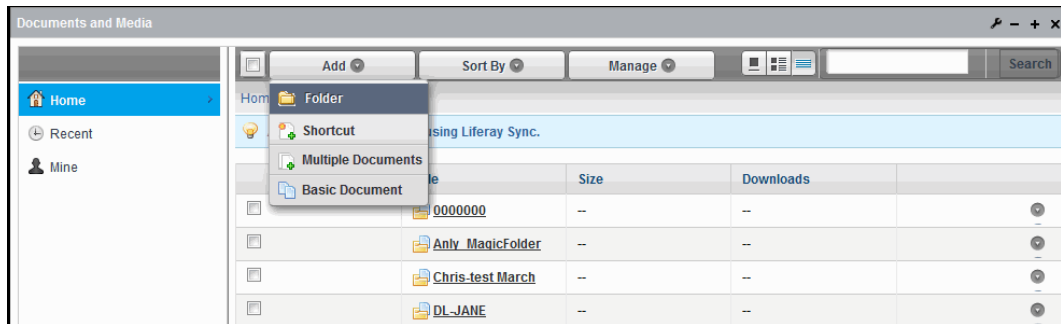 Documents and Media
Add Sort By Manage Search
Home
Recent
Mine
Hom
Folder
Shortcut
Multiple Documents
Basic Document
using Liferay Sync.
le Size Downloads
0000000 -- --
Anly_MagicFolder -- --
Chris-test March -- --
DL-JANE -- --